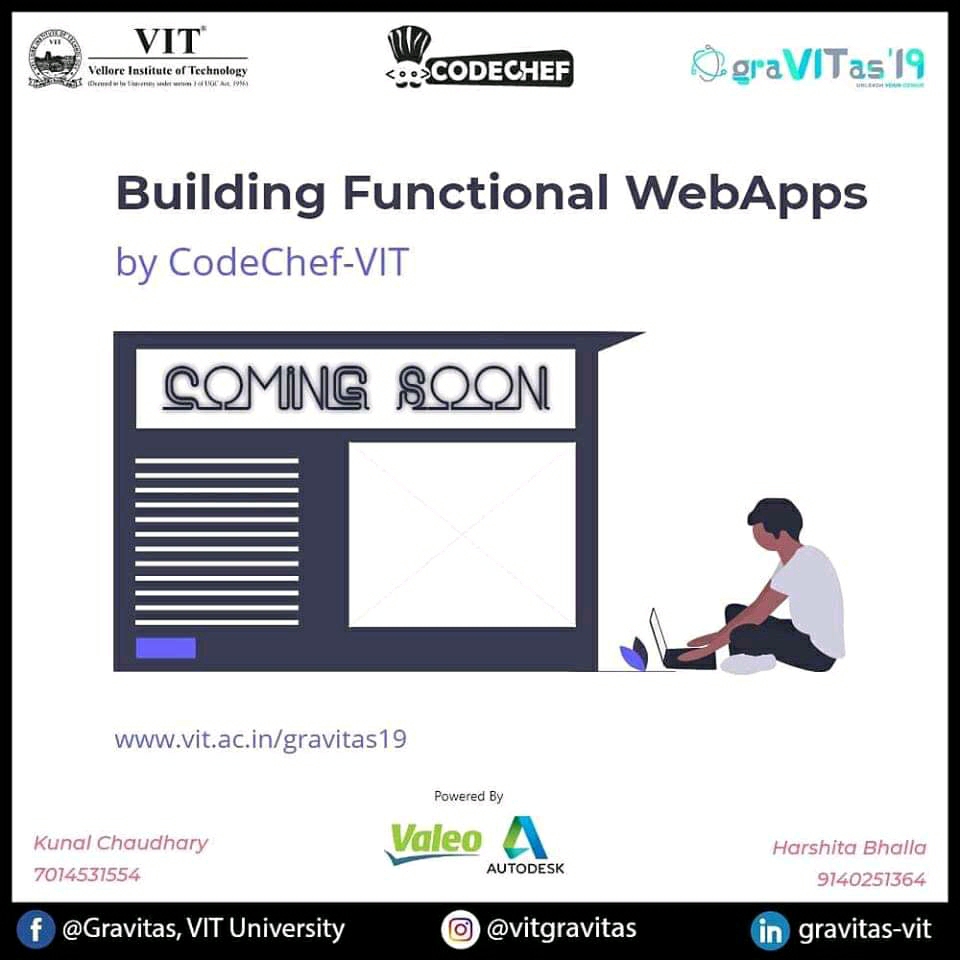 VIT®
Vellore Institute of Technology
(Deemed to be University under section 3 of UGC Act, 1956)
CODECHEF
graVITas'19
UNLEASH YOUR GENIUS
Building Functional WebApps
by CodeChef-VIT
COMING SOON
www.vit.ac.in/gravitas19
Powered By
Valeo
AUTODESK
Kunal Chaudhary
7014531554
Harshita Bhalla
9140251364
@Gravitas, VIT University
@vitgravitas
gravitas-vit